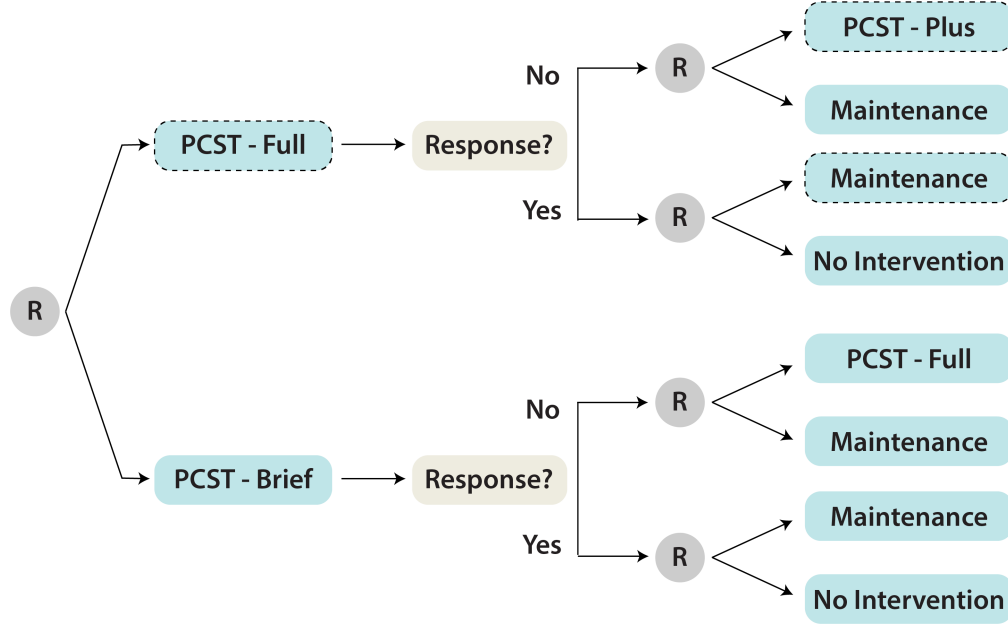 PCST - Plus
No
R
Maintenance
PCST - Full
Response?
Maintenance
Yes
R
No Intervention
R
PCST - Full
No
R
Maintenance
PCST - Brief
Response?
Maintenance
Yes
R
No Intervention